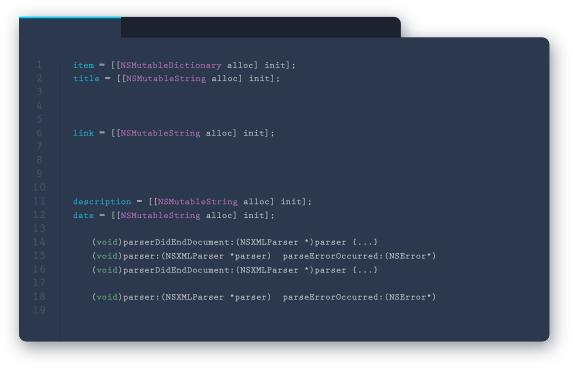 1 item = [[NSMutableDictionary alloc] init];
2 title = [[NSMutableString alloc] init];
3
4
5
6 link = [[NSMutableString alloc] init];
7
8
9
10
11 description = [[NSMutableString alloc] init];
12 date = [[NSMutableString alloc] init];
13
14 (void)parserDidEndDocument:(NSXMLParser *)parser {...}
15 (void)parser:(NSXMLParser *parser) parseErrorOccurred:(NSError*)
16 (void)parserDidEndDocument:(NSXMLParser *)parser {...}
17
18 (void)parser:(NSXMLParser *parser) parseErrorOccurred:(NSError*)
19